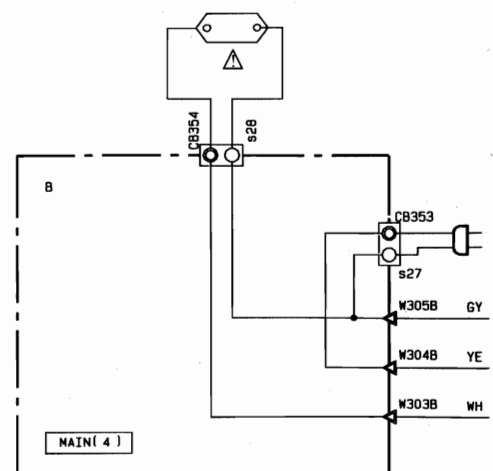 CB354
s28
B
CB353
s27
W305B GY
W304B YE
W303B WH
MAIN(4)